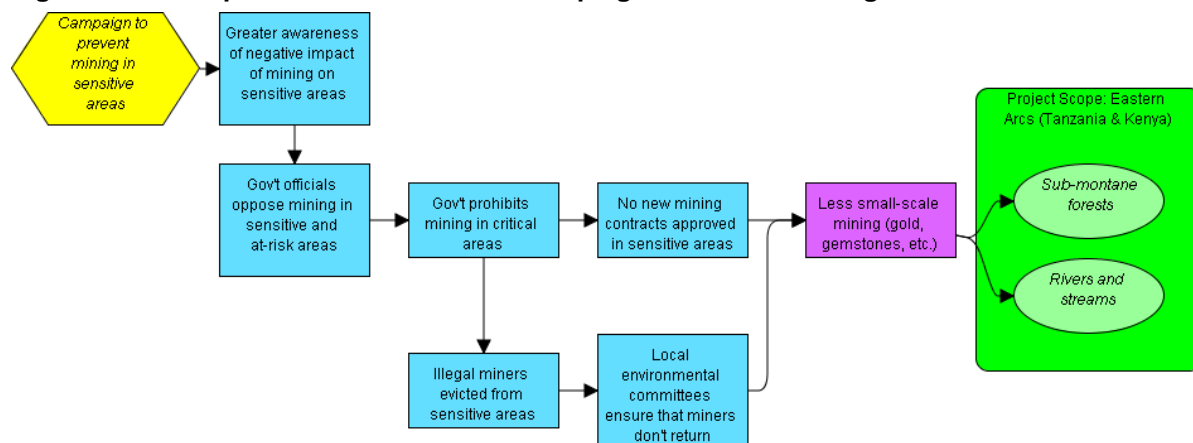 Campaign to
prevent
mining in
sensitive
areas
Greater awareness
of negative impact
of mining on
sensitive areas
Gov't officials
oppose mining in
sensitive and
at-risk areas
Gov't prohibits
mining in critical
areas
No new mining
contracts approved
in sensitive areas
Illegal miners
evicted from
sensitive areas
Local
environmental
committees
ensure that miners
don't return
Less small-scale
mining (gold,
gemstones, etc.)
Project Scope: Eastern
Arcs (Tanzania & Kenya)
Sub-montane
forests
Rivers and
streams